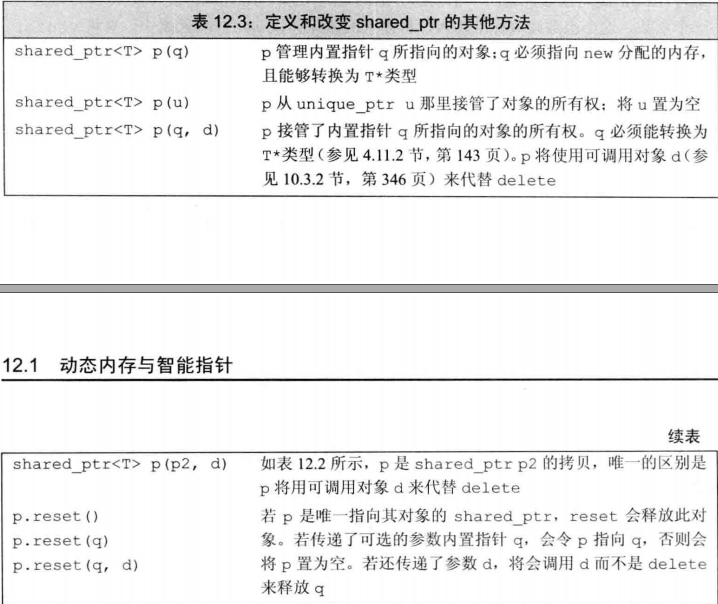 表 12.3：定义和改变 shared_ptr 的其他方法
shared_ptr<T> p(q) p 管理内置指针 q 所指向的对象；q 必须指向 new 分配的内存，
且能够转换为 T*类型
shared_ptr<T> p(u) p 从 unique_ptr u 那里接管了对象的所有权；将 u 置为空
shared_ptr<T> p(q, d) p 接管了内置指针 q 所指向的对象的所有权。q 必须能转换为
T*类型（参见 4.11.2 节，第 143 页）。p 将使用可调用对象 d（参
见 10.3.2 节，第 346 页）来代替 delete
12.1 动态内存与智能指针
续表
shared_ptr<T> p(p2, d) 如表 12.2 所示，p 是 shared_ptr p2 的拷贝，唯一的区别是
p 将用可调用对象 d 来代替 delete
p.reset() 若 p 是唯一指向其对象的 shared_ptr，reset 会释放此对
p.reset(q) 象。若传递了可选的参数内置指针 q，会令 p 指向 q，否则会
p.reset(q, d) 将 p 置为空。若还传递了参数 d，将会调用 d 而不是 delete
来释放 q